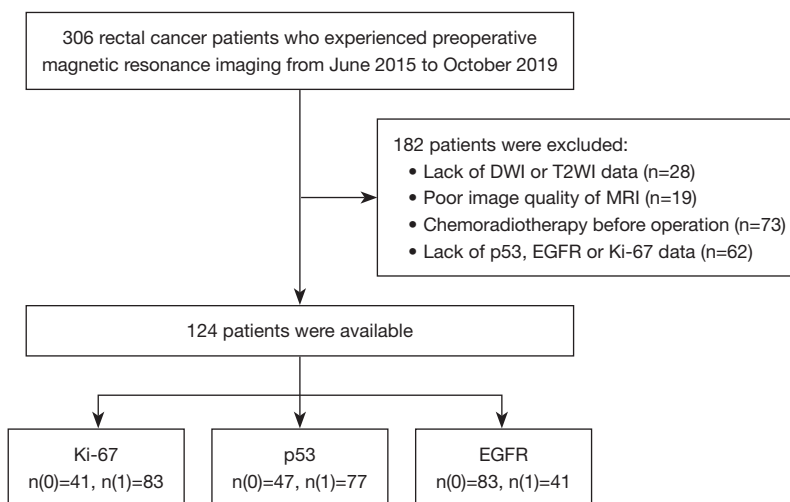 306 rectal cancer patients who experienced preoperative
magnetic resonance imaging from June 2015 to October 2019
182 patients were excluded:
• Lack of DWI or T2WI data (n=28)
• Poor image quality of MRI (n=19)
• Chemoradiotherapy before operation (n=73)
• Lack of p53, EGFR or Ki-67 data (n=62)
124 patients were available
Ki-67
n(0)=41, n(1)=83
p53
n(0)=47, n(1)=77
EGFR
n(0)=83, n(1)=41